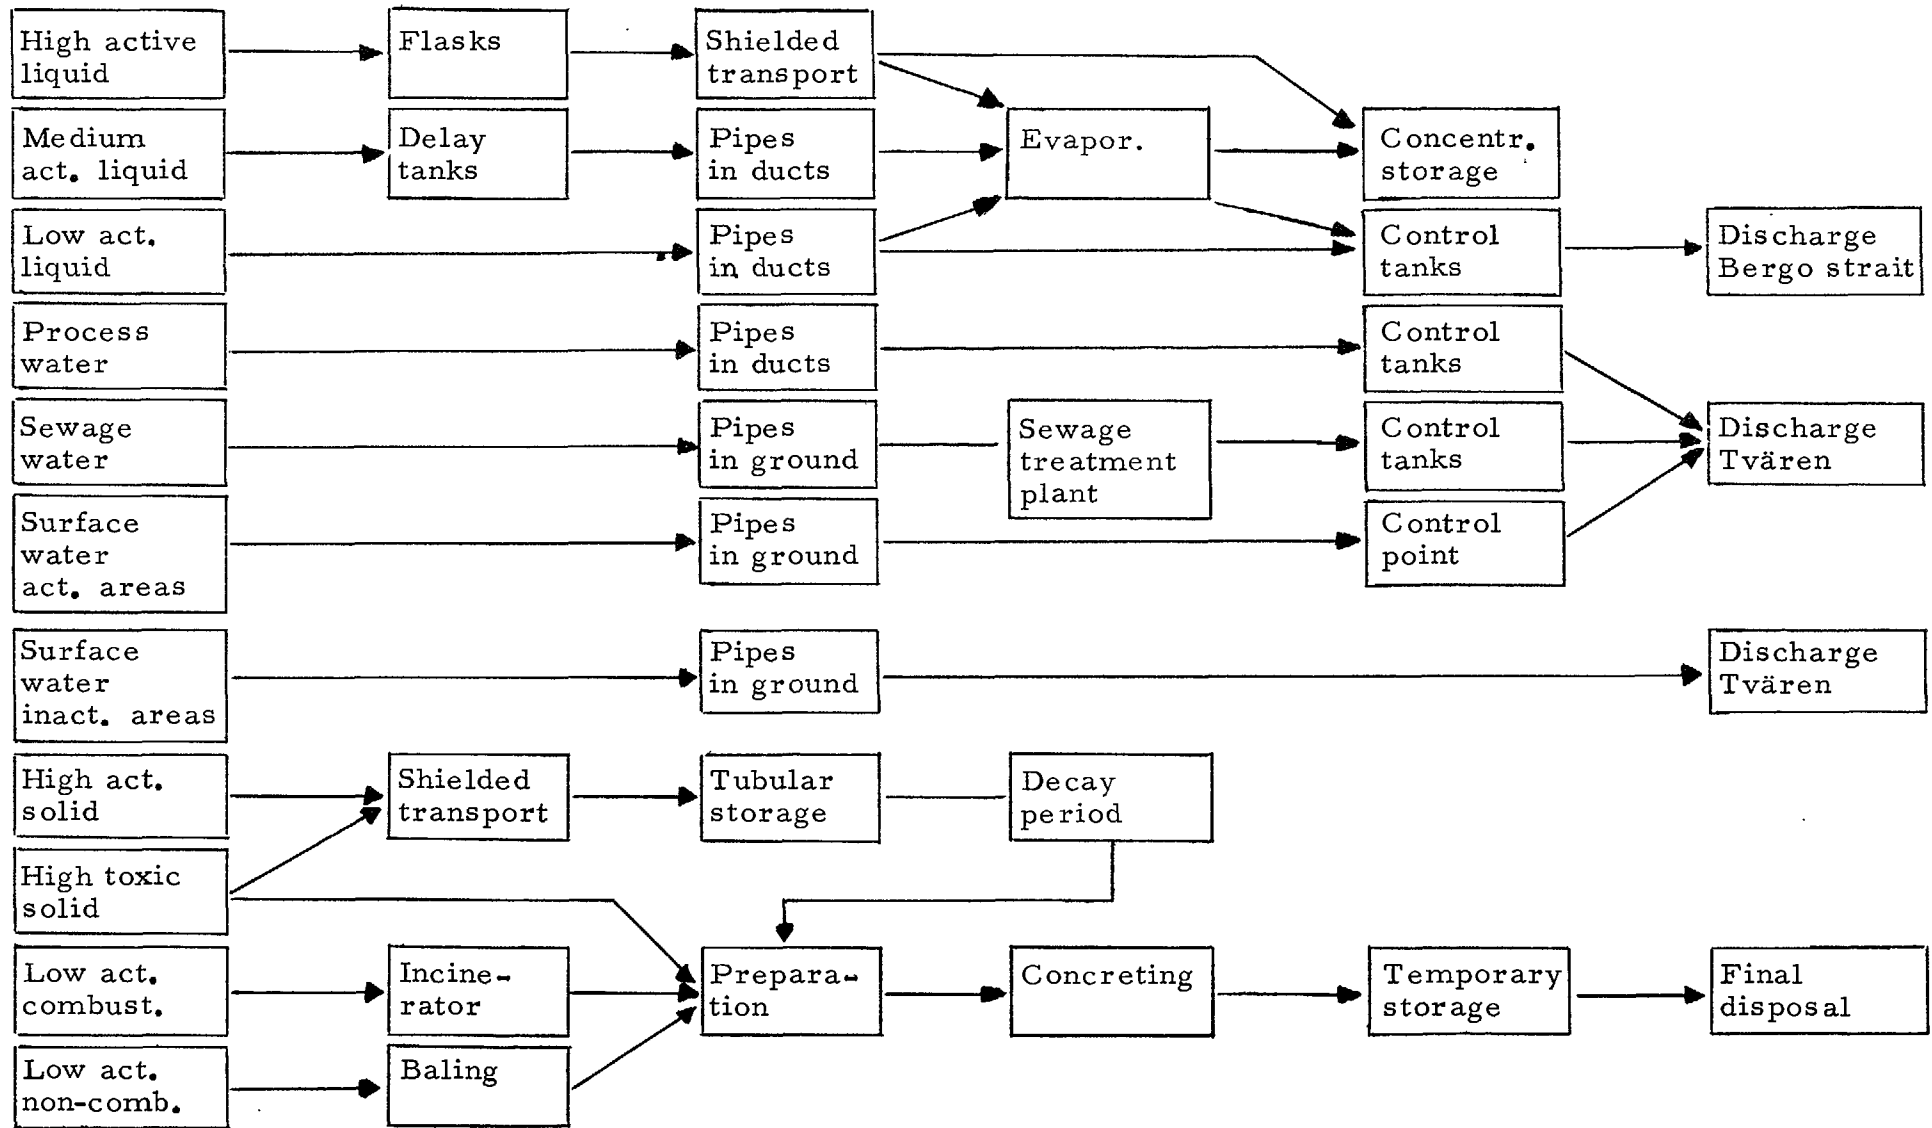 High active
liquid
Flasks
Shielded
transport
Medium
act. liquid
Delay
tanks
Pipes
in ducts
Evapor.
Concentr.
storage
Low act.
liquid
Pipes
in ducts
Control
tanks
Discharge
Bergo strait
Process
water
Pipes
in ducts
Control
tanks
Sewage
water
Pipes
in ground
Sewage
treatment
plant
Control
tanks
Discharge
Tvären
Surface
water
act. areas
Pipes
in ground
Control
point
Surface
water
inact. areas
Pipes
in ground
Discharge
Tvären
High act.
solid
Shielded
transport
Tubular
storage
Decay
period
High toxic
solid
Low act.
combust.
Incine-
rator
Prepara-
tion
Concreting
Temporary
storage
Final
disposal
Low act.
non-comb.
Baling